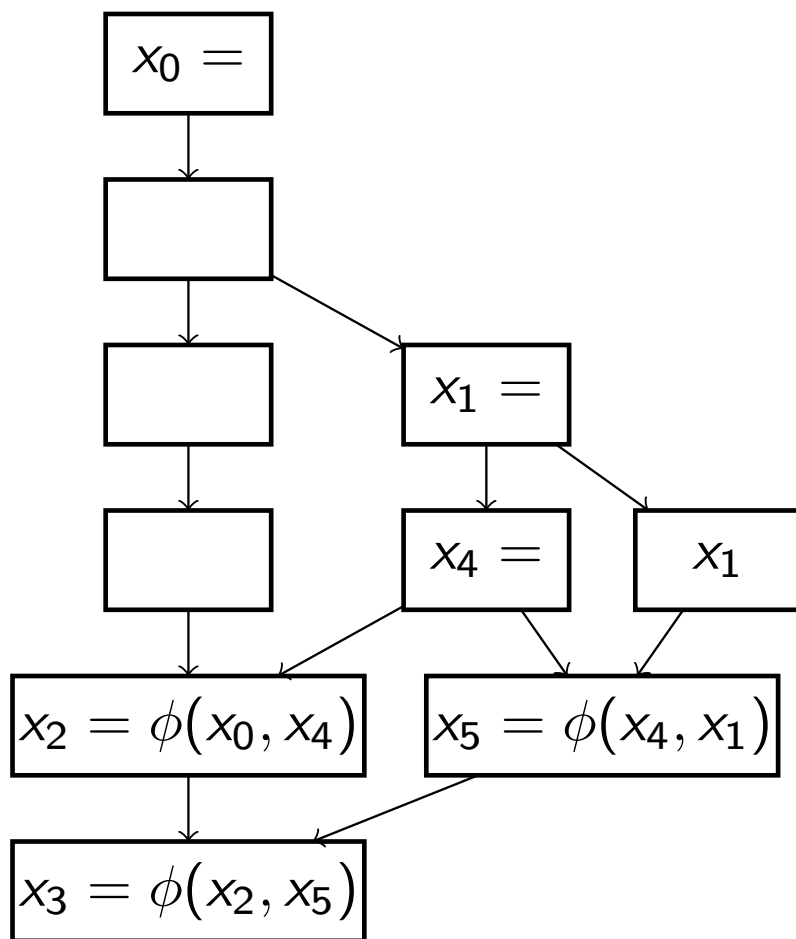 x₀ =
x₁ =
x₄ =
x₁
x₂ = ϕ(x₀, x₄)
x₅ = ϕ(x₄, x₁)
x₃ = ϕ(x₂, x₅)